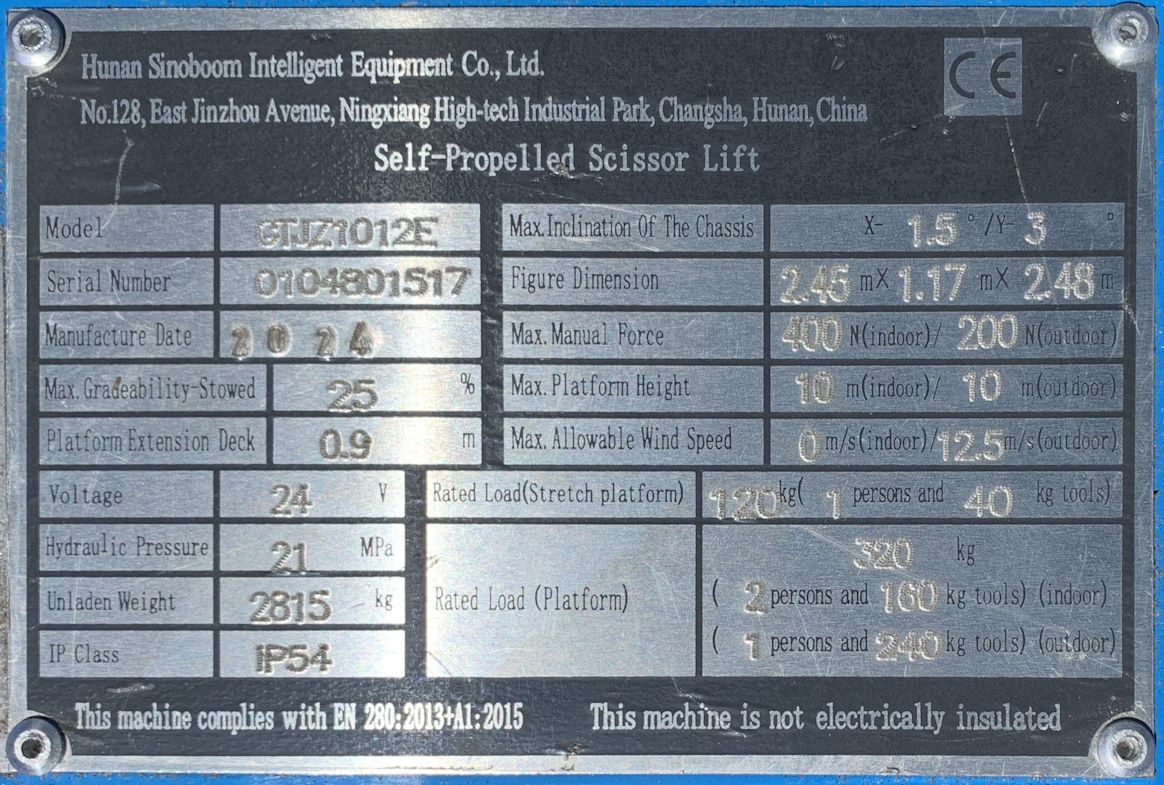 Hunan Sinoboom Intelligent Equipment Co., Ltd.
CE
No.128, East Jinzhou Avenue, Ningxiang High-tech Industrial Park, Changsha, Hunan, China
Self-Propelled Scissor Lift
Model GTJZ1012E
Serial Number 0104801517
Manufacture Date 2024
Max. Gradeability-Stowed 25 %
Platform Extension Deck 0.9 m
Max. Inclination Of The Chassis X- 1.5 ° /Y- 3 °
Figure Dimension 2.45 mX 1.17 mX 2.48 m
Max. Manual Force 400 N(indoor)/ 200 N(outdoor)
Max. Platform Height 10 m(indoor)/ 10 m(outdoor)
Max. Allowable Wind Speed 0 m/s(indoor)/12.5m/s(outdoor)
Voltage 24 V
Hydraulic Pressure 21 MPa
Unladen Weight 2815 kg
IP Class IP54
Rated Load(Stretch platform) 120kg( 1 persons and 40 kg tools)
Rated Load (Platform) 320 kg
( 2 persons and 160 kg tools) (indoor)
( 1 persons and 240 kg tools) (outdoor)
This machine complies with EN 280:2013+A1:2015
This machine is not electrically insulated